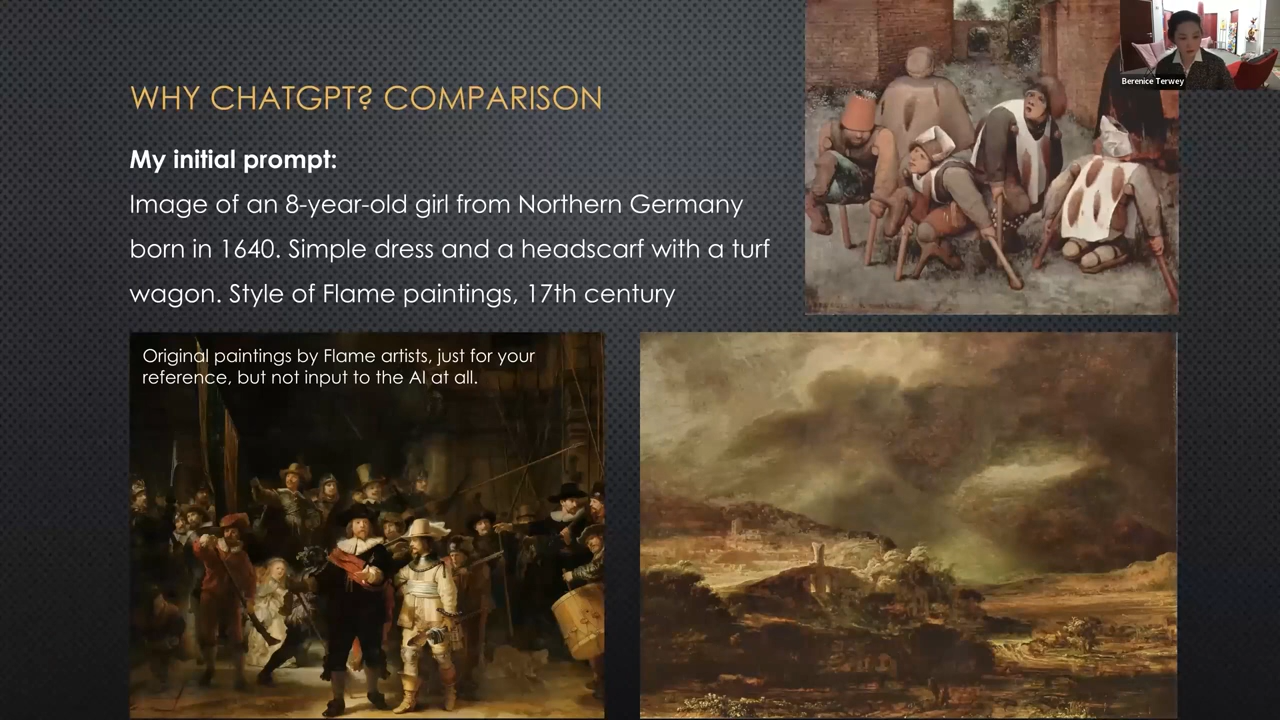 WHY CHATGPT? COMPARISON
My initial prompt:
Image of an 8-year-old girl from Northern Germany
born in 1640. Simple dress and a headscarf with a turf
wagon. Style of Flame paintings, 17th century
Original paintings by Flame artists, just for your
reference, but not input to the AI at all.
Berenice Terwey